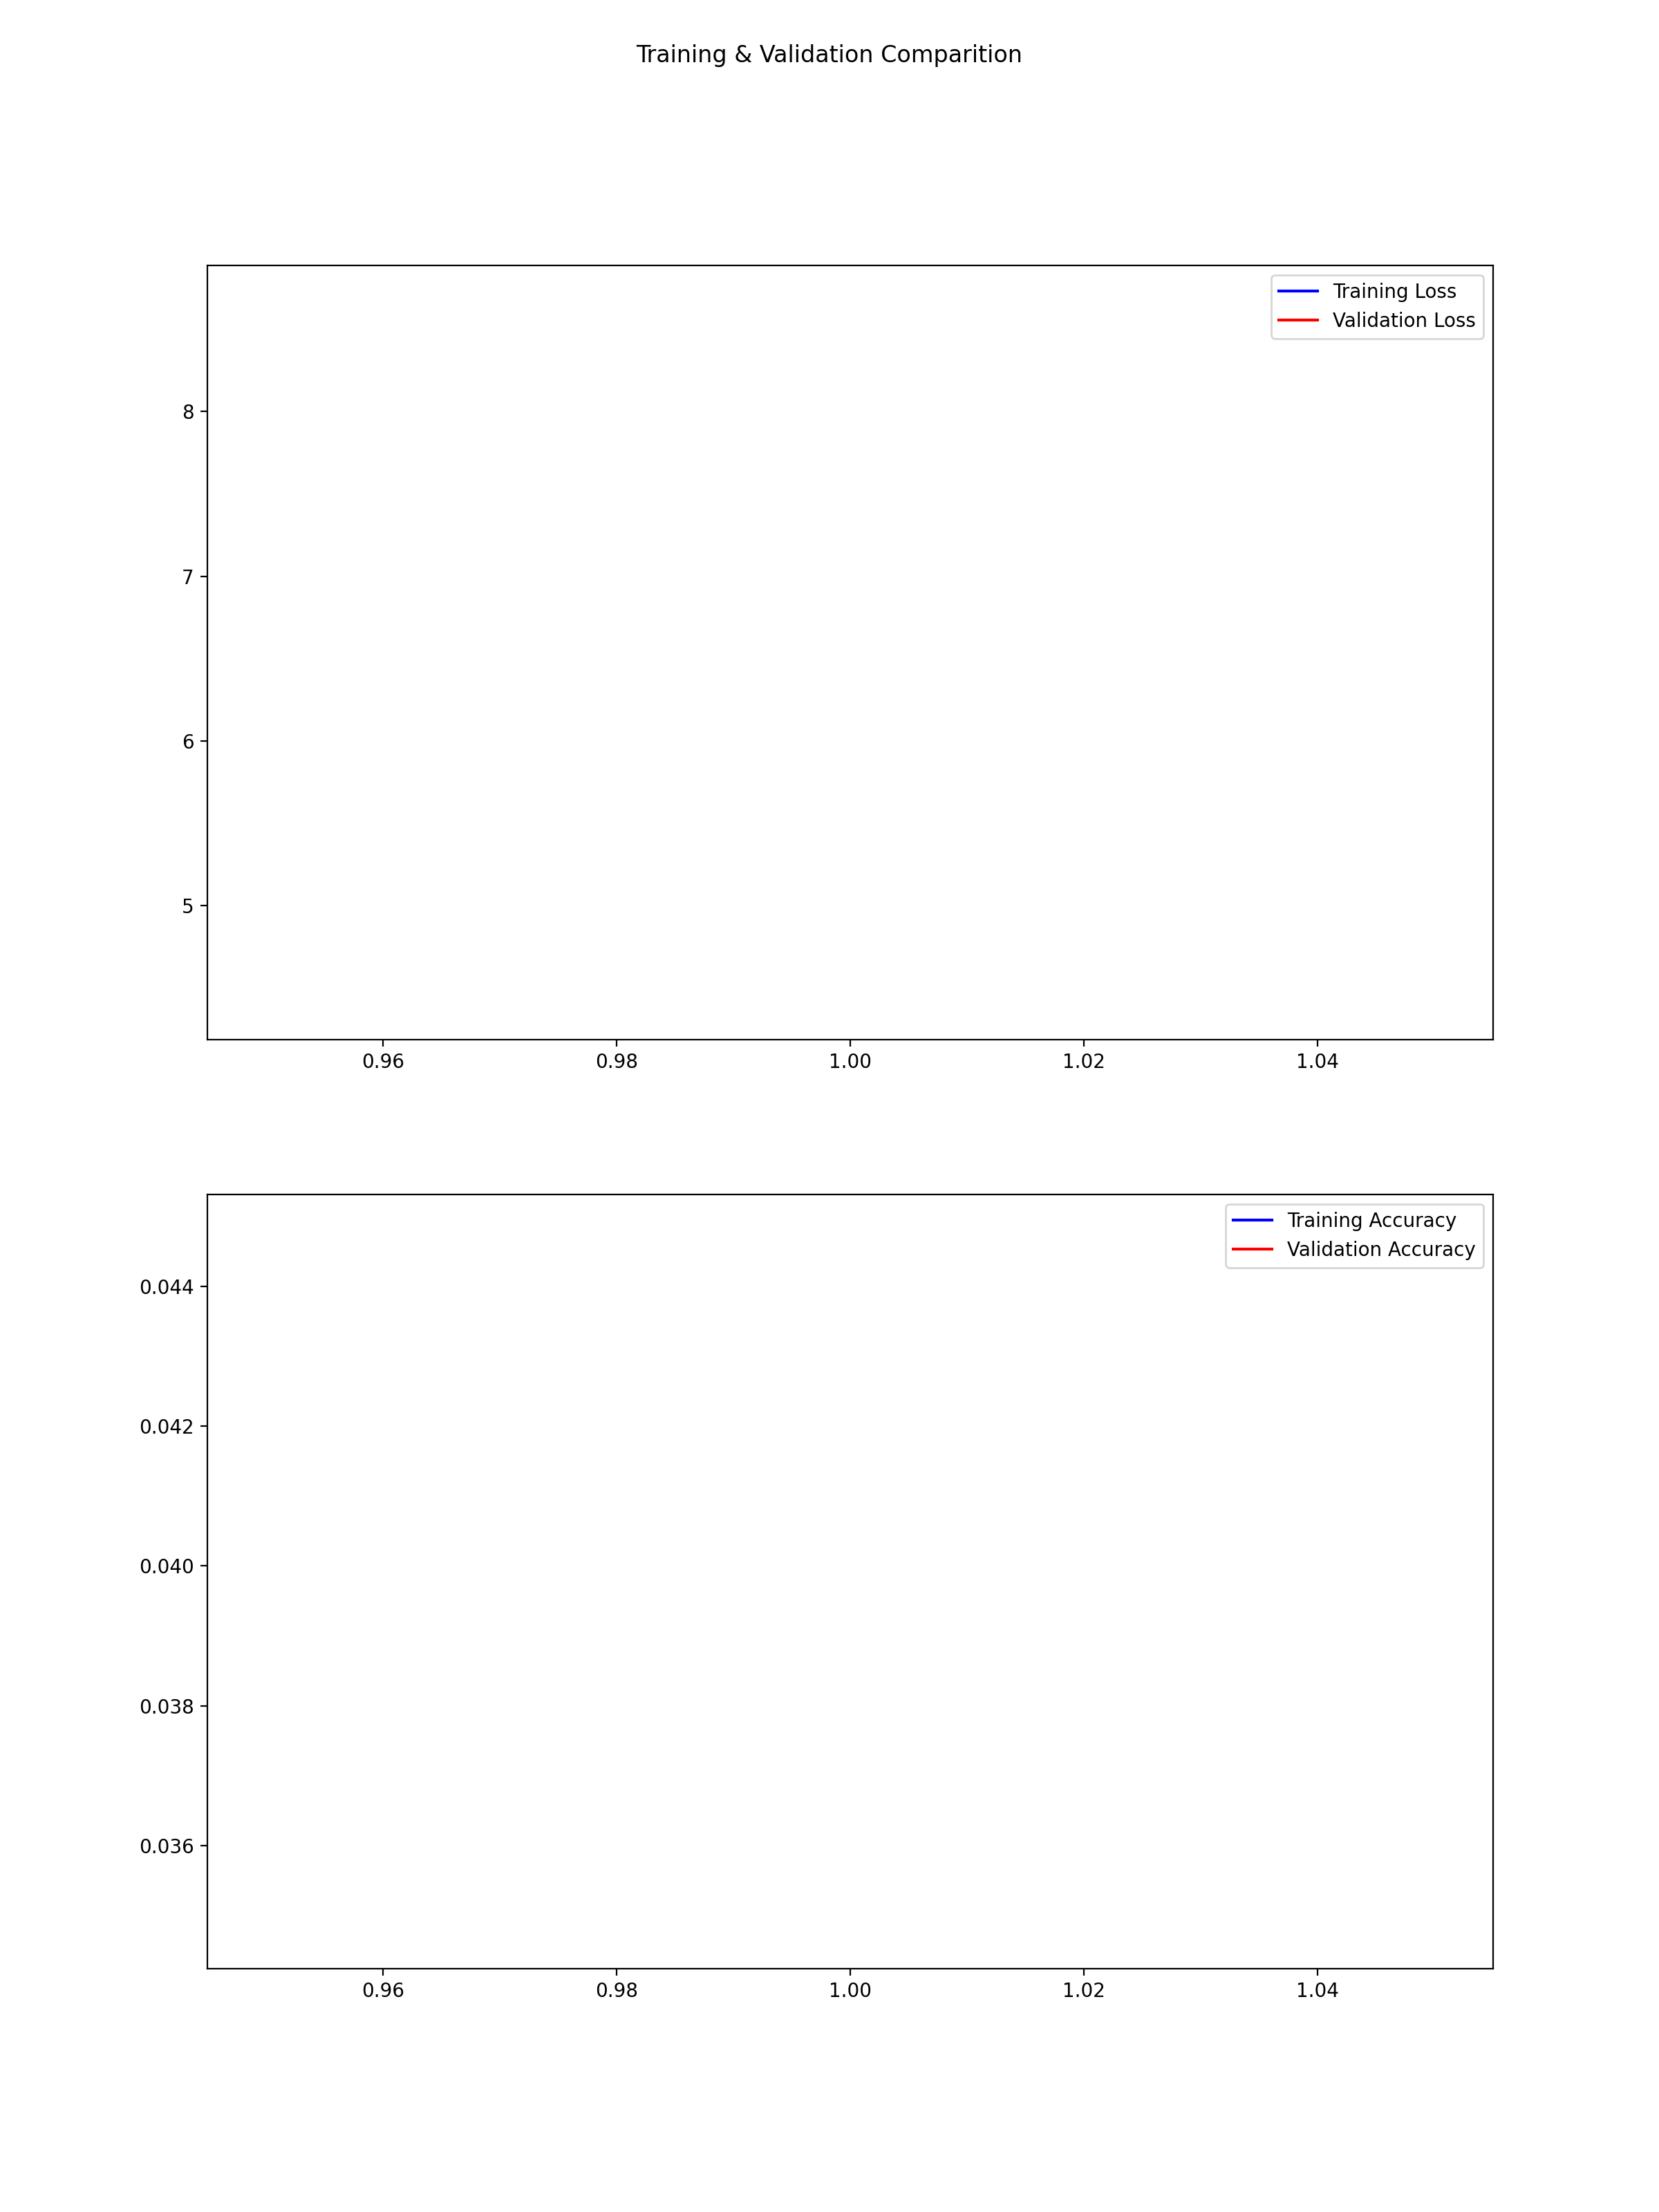 Training & Validation Comparition
Training Loss
Validation Loss
8
7
6
5
0.96 0.98 1.00 1.02 1.04
Training Accuracy
Validation Accuracy
0.044
0.042
0.040
0.038
0.036
0.96 0.98 1.00 1.02 1.04